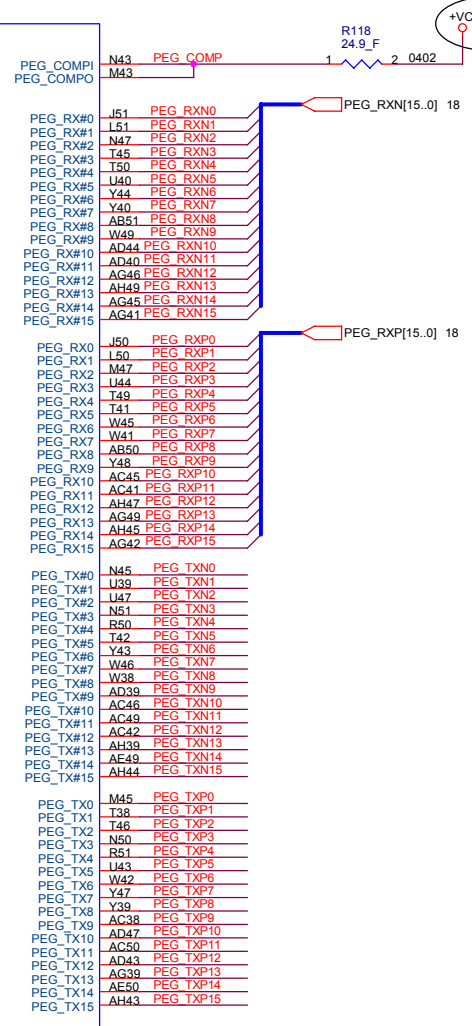 +VC
R118
24.9_F
PEG_COMPI N43 PEG_COMP 1 2 0402
PEG_COMPO M43
PEG_RXN[15..0] 18
PEG_RX#0 J51 PEG_RXN0
PEG_RX#1 L51 PEG_RXN1
PEG_RX#2 N47 PEG_RXN2
PEG_RX#3 T45 PEG_RXN3
PEG_RX#4 T50 PEG_RXN4
PEG_RX#5 U40 PEG_RXN5
PEG_RX#6 Y44 PEG_RXN6
PEG_RX#7 Y40 PEG_RXN7
PEG_RX#8 AB51 PEG_RXN8
PEG_RX#9 W49 PEG_RXN9
PEG_RX#10 AD44 PEG_RXN10
PEG_RX#11 AD40 PEG_RXN11
PEG_RX#12 AG46 PEG_RXN12
PEG_RX#13 AH49 PEG_RXN13
PEG_RX#14 AG45 PEG_RXN14
PEG_RX#15 AG41 PEG_RXN15
PEG_RXP[15..0] 18
PEG_RX0 J50 PEG_RXP0
PEG_RX1 L50 PEG_RXP1
PEG_RX2 M47 PEG_RXP2
PEG_RX3 U44 PEG_RXP3
PEG_RX4 T49 PEG_RXP4
PEG_RX5 T41 PEG_RXP5
PEG_RX6 W45 PEG_RXP6
PEG_RX7 W41 PEG_RXP7
PEG_RX8 AB50 PEG_RXP8
PEG_RX9 Y48 PEG_RXP9
PEG_RX10 AC45 PEG_RXP10
PEG_RX11 AC41 PEG_RXP11
PEG_RX12 AH47 PEG_RXP12
PEG_RX13 AG49 PEG_RXP13
PEG_RX14 AH45 PEG_RXP14
PEG_RX15 AG42 PEG_RXP15
PEG_TX#0 N45 PEG_TXN0
PEG_TX#1 U39 PEG_TXN1
PEG_TX#2 U47 PEG_TXN2
PEG_TX#3 N51 PEG_TXN3
PEG_TX#4 R50 PEG_TXN4
PEG_TX#5 T42 PEG_TXN5
PEG_TX#6 Y43 PEG_TXN6
PEG_TX#7 W46 PEG_TXN7
PEG_TX#8 W38 PEG_TXN8
PEG_TX#9 AD39 PEG_TXN9
PEG_TX#10 AC46 PEG_TXN10
PEG_TX#11 AC49 PEG_TXN11
PEG_TX#12 AC42 PEG_TXN12
PEG_TX#13 AH39 PEG_TXN13
PEG_TX#14 AE49 PEG_TXN14
PEG_TX#15 AH44 PEG_TXN15
PEG_TX0 M45 PEG_TXP0
PEG_TX1 T38 PEG_TXP1
PEG_TX2 T46 PEG_TXP2
PEG_TX3 N50 PEG_TXP3
PEG_TX4 R51 PEG_TXP4
PEG_TX5 U43 PEG_TXP5
PEG_TX6 W42 PEG_TXP6
PEG_TX7 Y47 PEG_TXP7
PEG_TX8 Y39 PEG_TXP8
PEG_TX9 AC38 PEG_TXP9
PEG_TX10 AD47 PEG_TXP10
PEG_TX11 AC50 PEG_TXP11
PEG_TX12 AD43 PEG_TXP12
PEG_TX13 AG39 PEG_TXP13
PEG_TX14 AE50 PEG_TXP14
PEG_TX15 AH43 PEG_TXP15